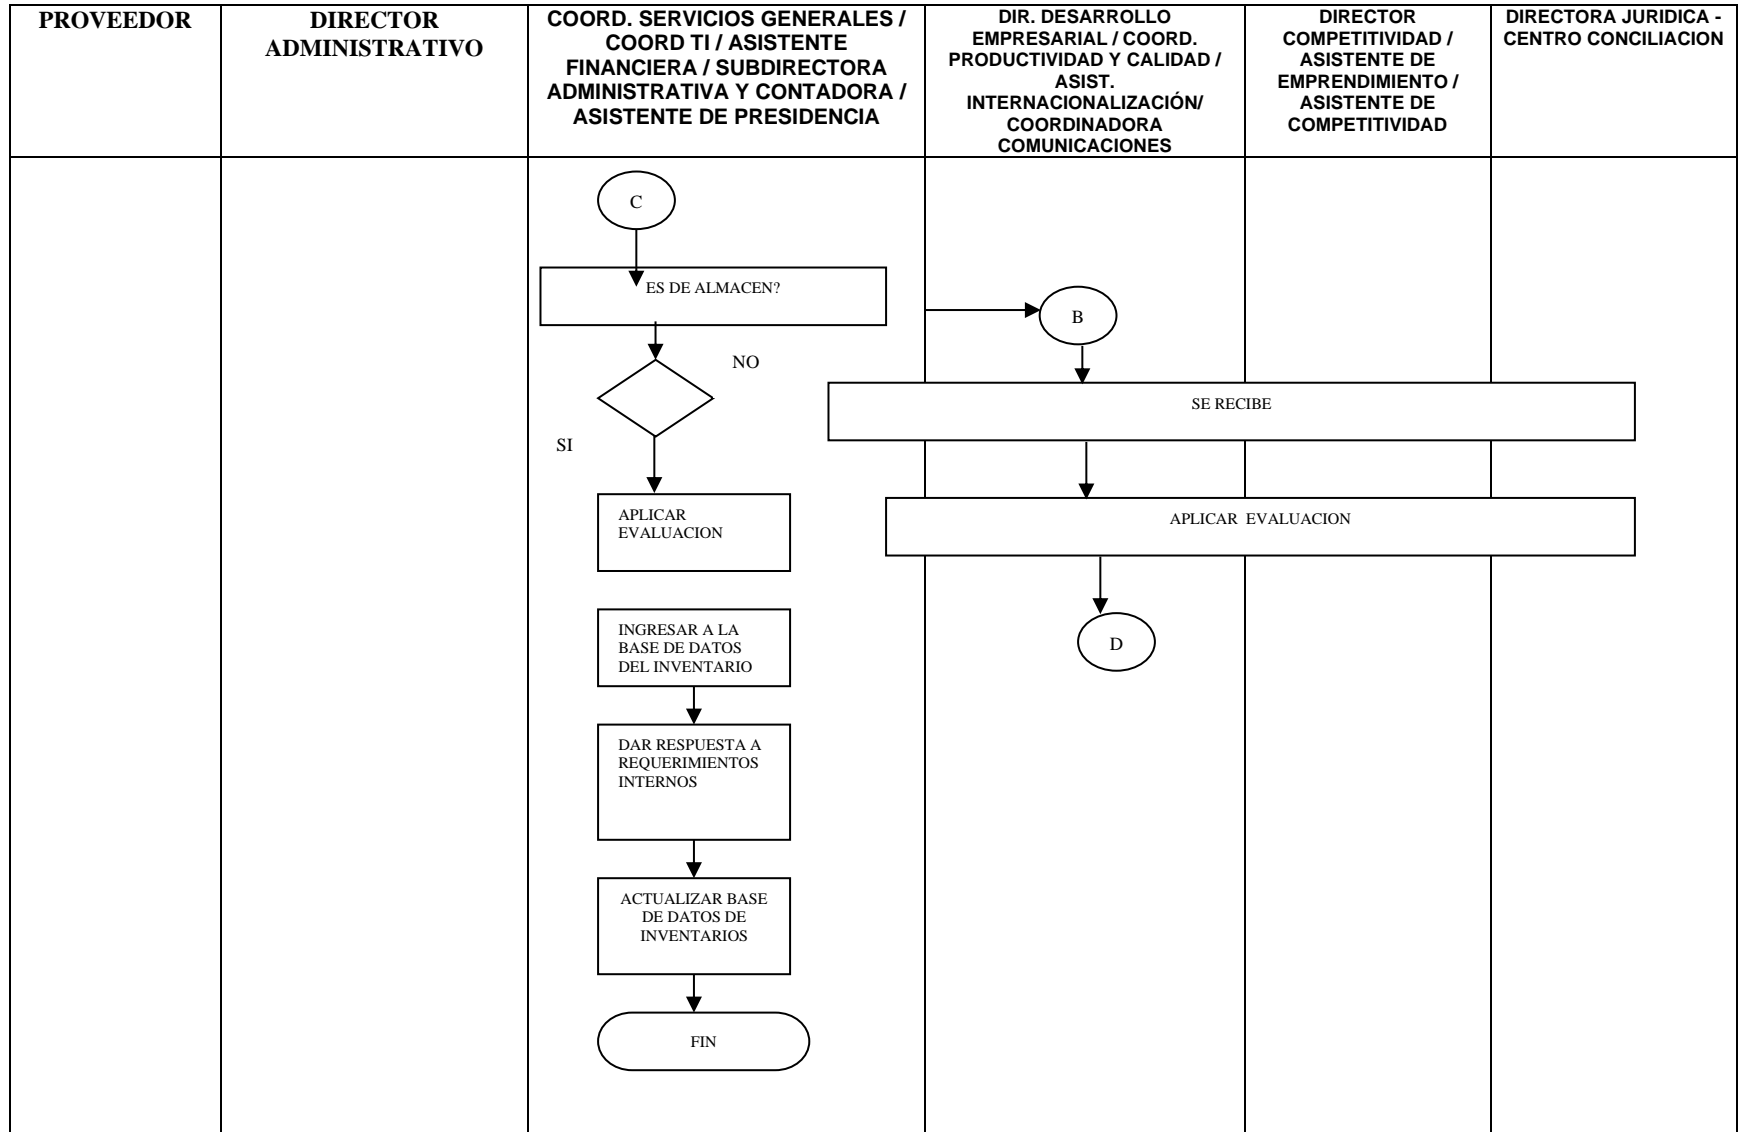 PROVEEDOR
DIRECTOR
ADMINISTRATIVO
COORD. SERVICIOS GENERALES /
COORD TI / ASISTENTE
FINANCIERA / SUBDIRECTORA
ADMINISTRATIVA Y CONTADORA /
ASISTENTE DE PRESIDENCIA
DIR. DESARROLLO
EMPRESARIAL / COORD.
PRODUCTIVIDAD Y CALIDAD /
ASIST.
INTERNACIONALIZACIÓN/
COORDINADORA
COMUNICACIONES
DIRECTOR
COMPETITIVIDAD /
ASISTENTE DE
EMPRENDIMIENTO /
ASISTENTE DE
COMPETITIVIDAD
DIRECTORA JURIDICA -
CENTRO CONCILIACION
C
ES DE ALMACEN?
NO
SI
APLICAR
EVALUACION
INGRESAR A LA
BASE DE DATOS
DEL INVENTARIO
DAR RESPUESTA A
REQUERIMIENTOS
INTERNOS
ACTUALIZAR BASE
DE DATOS DE
INVENTARIOS
FIN
B
SE RECIBE
APLICAR  EVALUACION
D